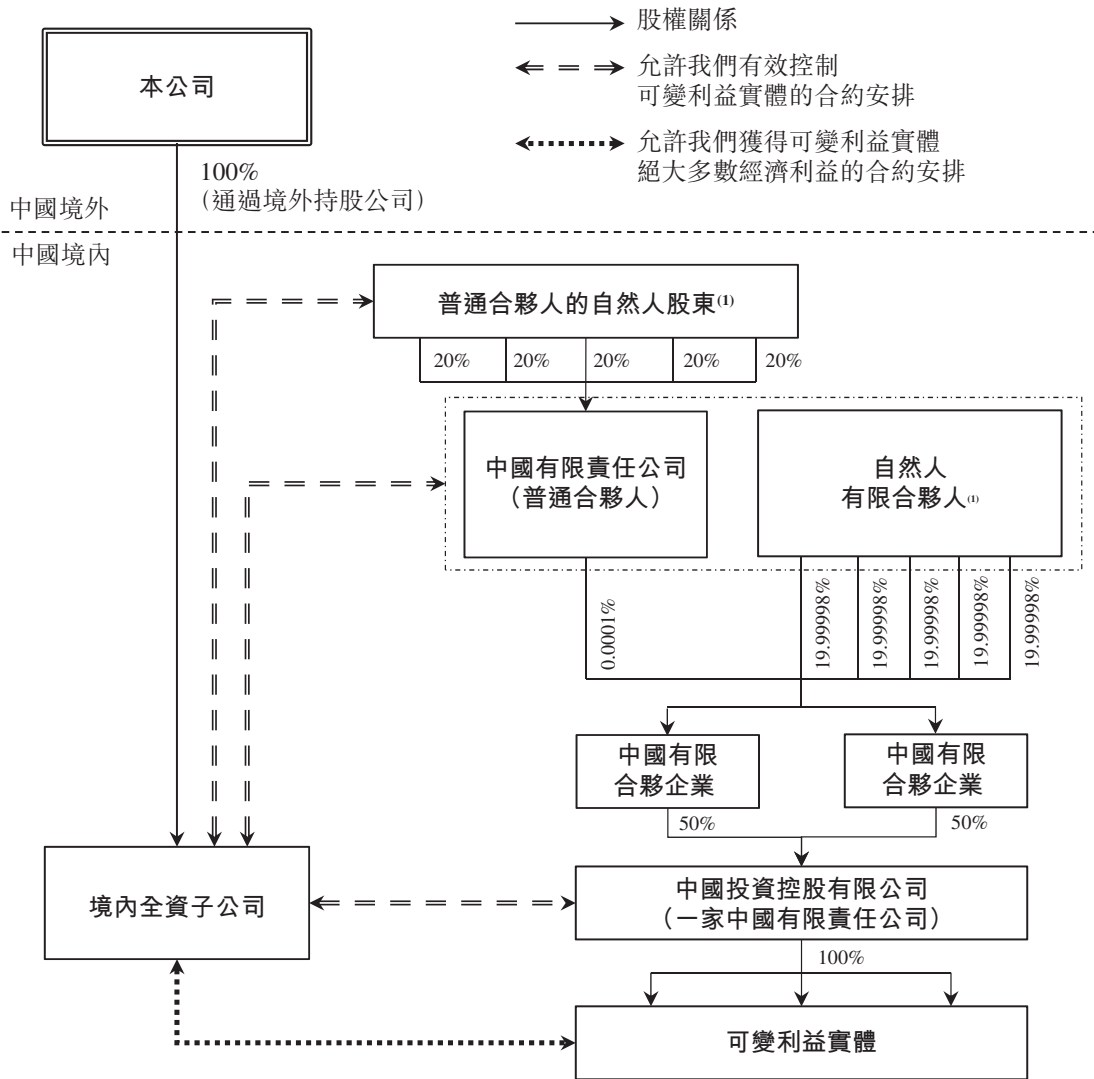 本公司
股權關係
允許我們有效控制
可變利益實體的合約安排
允許我們獲得可變利益實體
絕大多數經濟利益的合約安排
100%
(通過境外持股公司)
中國境外
中國境內
普通合夥人的自然人股東(1)
20%
20%
20%
20%
20%
中國有限責任公司
(普通合夥人)
自然人
有限合夥人(1)
0.0001%
19.99998%
19.99998%
19.99998%
19.99998%
19.99998%
中國有限
合夥企業
中國有限
合夥企業
50%
50%
境內全資子公司
中國投資控股有限公司
(一家中國有限責任公司)
100%
可變利益實體